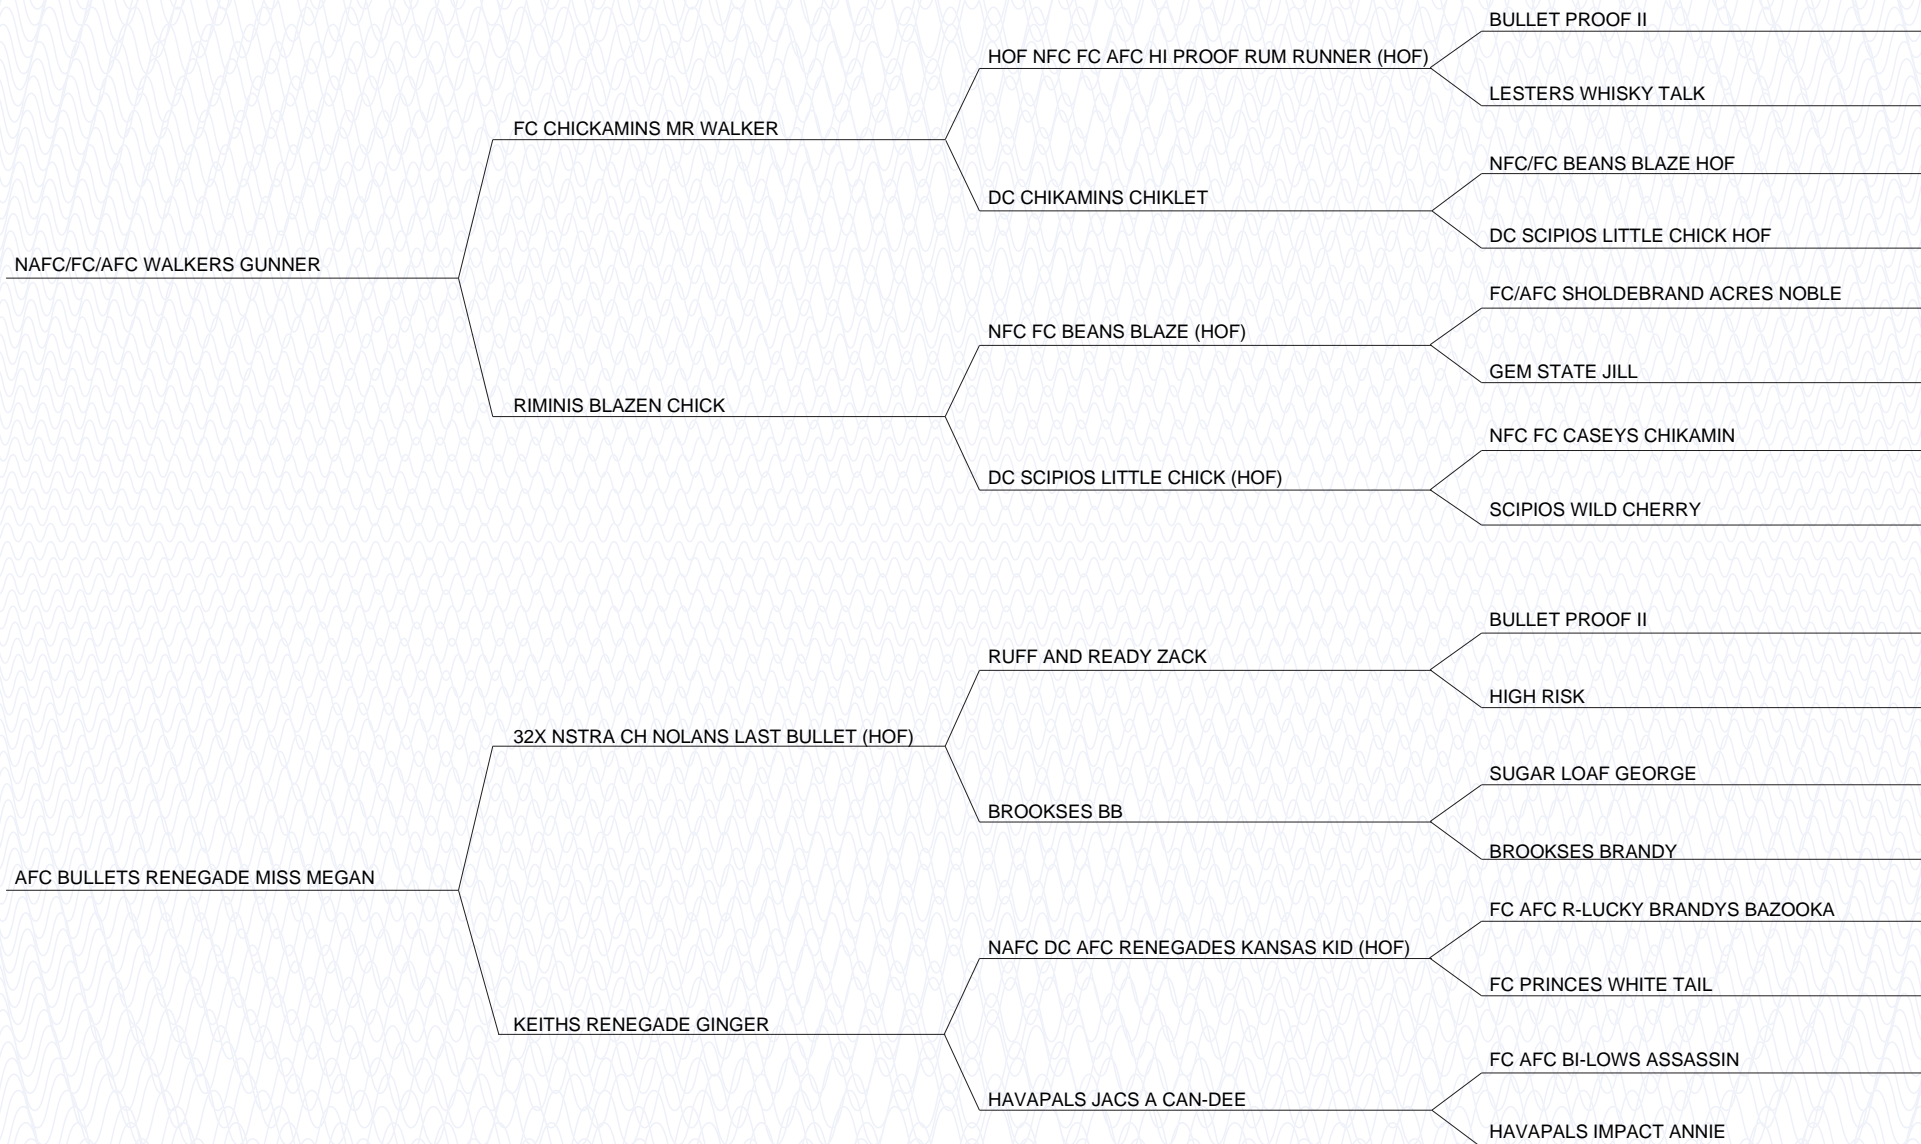 BULLET PROOF II
HOF NFC FC AFC HI PROOF RUM RUNNER (HOF)
LESTERS WHISKY TALK
FC CHICKAMINS MR WALKER
NFC/FC BEANS BLAZE HOF
DC CHIKAMINS CHIKLET
DC SCIPIOS LITTLE CHICK HOF
NAFC/FC/AFC WALKERS GUNNER
FC/AFC SHOLDEBRAND ACRES NOBLE
NFC FC BEANS BLAZE (HOF)
GEM STATE JILL
RIMINIS BLAZEN CHICK
NFC FC CASEYS CHIKAMIN
DC SCIPIOS LITTLE CHICK (HOF)
SCIPIOS WILD CHERRY
BULLET PROOF II
RUFF AND READY ZACK
HIGH RISK
32X NSTRA CH NOLANS LAST BULLET (HOF)
SUGAR LOAF GEORGE
BROOKSES BB
BROOKSES BRANDY
AFC BULLETS RENEGADE MISS MEGAN
FC AFC R-LUCKY BRANDYS BAZOOKA
NAFC DC AFC RENEGADES KANSAS KID (HOF)
FC PRINCES WHITE TAIL
KEITHS RENEGADE GINGER
FC AFC BI-LOWS ASSASSIN
HAVAPALS JACS A CAN-DEE
HAVAPALS IMPACT ANNIE